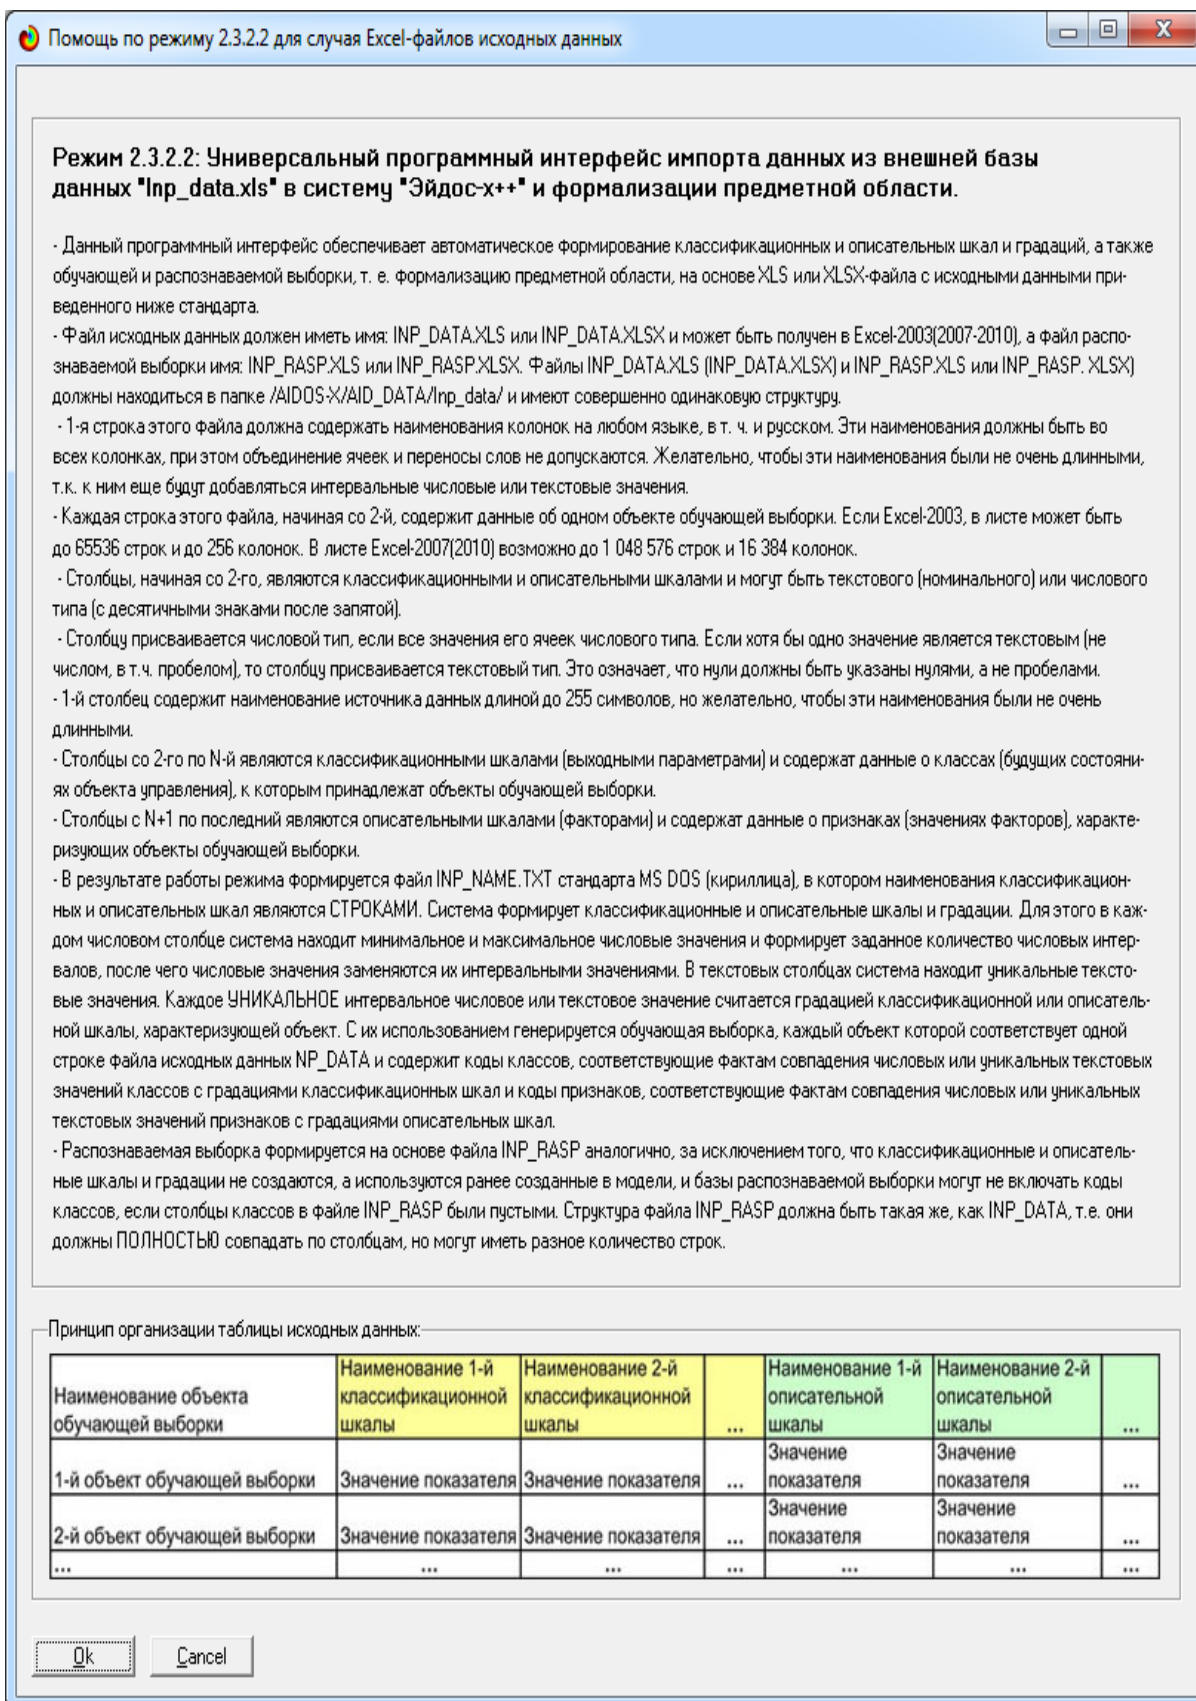 Помощь по режиму 2.3.2.2 для случая Excel-файлов исходных данных
Режим 2.3.2.2: Универсальный программный интерфейс импорта данных из внешней базы
данных "Inp_data.xls" в систему "Эйдос-х++" и формализации предметной области.
- Данный программный интерфейс обеспечивает автоматическое формирование классификационных и описательных шкал и градаций, а также
обучающей и распознаваемой выборки, т. е. формализацию предметной области, на основе XLS или XLSX-файла с исходными данными при-
веденного ниже стандарта.
- Файл исходных данных должен иметь имя: INP_DATA.XLS или INP_DATA.XLSX и может быть получен в Excel-2003(2007-2010), а файл распо-
знаваемой выборки имя: INP_RASP.XLS или INP_RASP.XLSX. Файлы INP_DATA.XLS (INP_DATA.XLSX) и INP_RASP.XLS или INP_RASP. XLSX)
должны находиться в папке /AIDOS-X/AID_DATA/Inp_data/ и имеют совершенно одинаковую структуру.
- 1-я строка этого файла должна содержать наименования колонок на любом языке, в т. ч. и русском. Эти наименования должны быть во
всех колонках, при этом объединение ячеек и переносы слов не допускаются. Желательно, чтобы эти наименования были не очень длинными,
т.к. к ним еще будут добавляться интервальные числовые или текстовые значения.
- Каждая строка этого файла, начиная со 2-й, содержит данные об одном объекте обучающей выборки. Если Excel-2003, в листе может быть
до 65536 строк и до 256 колонок. В листе Excel-2007(2010) возможно до 1 048 576 строк и 16 384 колонок.
- Столбцы, начиная со 2-го, являются классификационными и описательными шкалами и могут быть текстового (номинального) или числового
типа (с десятичными знаками после запятой).
- Столбцу присваивается числовой тип, если все значения его ячеек числового типа. Если хотя бы одно значение является текстовым (не
числом, в т.ч. пробелом), то столбцу присваивается текстовый тип. Это означает, что нули должны быть указаны нулями, а не пробелами.
- 1-й столбец содержит наименование источника данных длиной до 255 символов, но желательно, чтобы эти наименования были не очень
длинными.
- Столбцы со 2-го по N-й являются классификационными шкалами (выходными параметрами) и содержат данные о классах (будущих состояни-
ях объекта управления), к которым принадлежат объекты обучающей выборки.
- Столбцы с N+1 по последний являются описательными шкалами (факторами) и содержат данные о признаках (значениях факторов), характе-
ризующих объекты обучающей выборки.
- В результате работы режима формируется файл INP_NAME.TXT стандарта MS DOS (кириллица), в котором наименования классификацион-
ных и описательных шкал являются СТРОКАМИ. Система формирует классификационные и описательные шкалы и градации. Для этого в каж-
дом числовом столбце система находит минимальное и максимальное числовые значения и формирует заданное количество числовых интер-
валов, после чего числовые значения заменяются их интервальными значениями. В текстовых столбцах система находит уникальные тексто-
вые значения. Каждое УНИКАЛЬНОЕ интервальное числовое или текстовое значение считается градацией классификационной или описатель-
ной шкалы, характеризующей объект. С их использованием генерируется обучающая выборка, каждый объект которой соответствует одной
строке файла исходных данных NP_DATA и содержит коды классов, соответствующие фактам совпадения числовых или уникальных текстовых
значений классов с градациями классификационных шкал и коды признаков, соответствующие фактам совпадения числовых или уникальных
текстовых значений признаков с градациями описательных шкал.
- Распознаваемая выборка формируется на основе файла INP_RASP аналогично, за исключением того, что классификационные и описатель-
ные шкалы и градации не создаются, а используются ранее созданные в модели, и базы распознаваемой выборки могут не включать коды
классов, если столбцы классов в файле INP_RASP были пустыми. Структура файла INP_RASP должна быть такая же, как INP_DATA, т.е. они
должны ПОЛНОСТЬЮ совпадать по столбцам, но могут иметь разное количество строк.
Принцип организации таблицы исходных данных:
Наименование объекта
обучающей выборки
Наименование 1-й
классификационной
шкалы
Наименование 2-й
классификационной
шкалы
...
Наименование 1-й
описательной
шкалы
Наименование 2-й
описательной
шкалы
...
1-й объект обучающей выборки
Значение показателя
Значение показателя
...
Значение
показателя
Значение
показателя
...
2-й объект обучающей выборки
Значение показателя
Значение показателя
...
Значение
показателя
Значение
показателя
...
...
...
...
...
...
...
...
Ok
Cancel